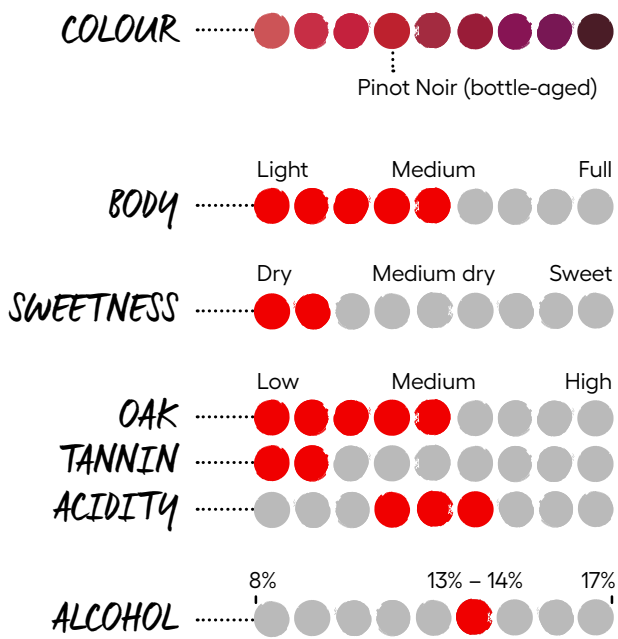 COLOUR
Pinot Noir (bottle-aged)
Light Medium Full
BODY
Dry Medium dry Sweet
SWEETNESS
Low Medium High
OAK
TANNIN
ACIDITY
8% 13% – 14% 17%
ALCOHOL